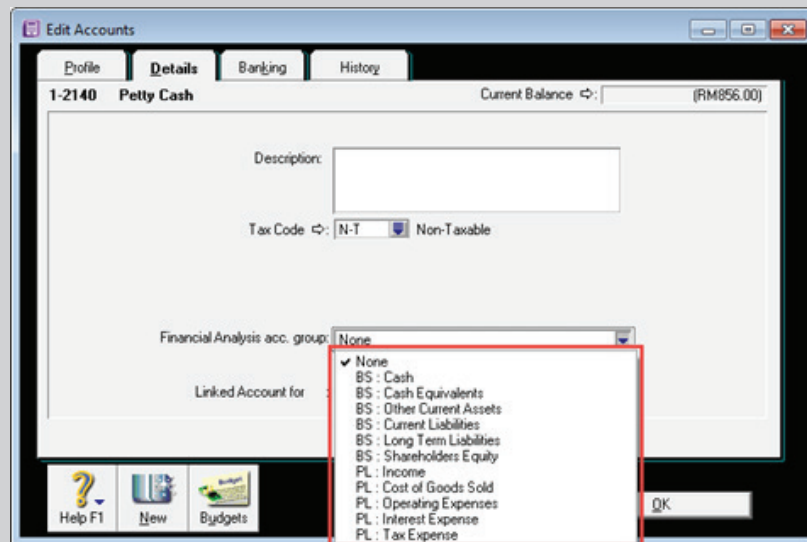 Edit Accounts
Profile Details Banking History
1-2140 Petty Cash Current Balance ⇨: (RM856.00)
Description:
Tax Code ⇨: N-T Non-Taxable
Financial Analysis acc. group: None
✔ None
BS : Cash
BS : Cash Equivalents
Linked Account for :
BS : Other Current Assets
BS : Current Liabilities
BS : Long Term Liabilities
BS : Shareholders Equity
PL : Income
PL : Cost of Goods Sold
PL : Operating Expenses
PL : Interest Expense
PL : Tax Expense
Budget
Help F1 New Budgets OK